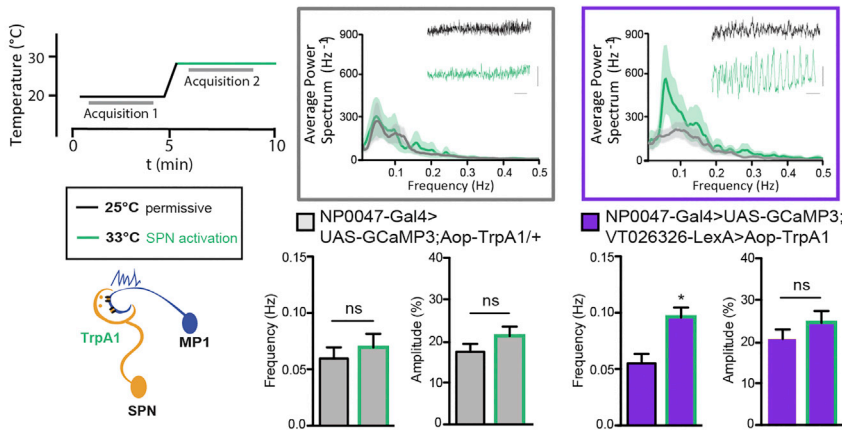 Temperature (°C)
30
20
Acquisition 2
Acquisition 1
0
5
10
t (min)
25°C permissive
33°C SPN activation
TrpA1
MP1
SPN
Average Power
Spectrum (Hz⁻¹)
900
600
300
0
0.1
0.2
0.3
0.4
0.5
Frequency (Hz)
NP0047-Gal4>
UAS-GCaMP3;Aop-TrpA1/+
Frequency (Hz)
0.15
0.10
0.05
0.0
ns
Amplitude (%)
40
30
20
10
0
ns
Average Power
Spectrum (Hz⁻¹)
900
600
300
0
0.1
0.2
0.3
0.4
0.5
Frequency (Hz)
NP0047-Gal4>UAS-GCaMP3;
VT026326-LexA>Aop-TrpA1
Frequency (Hz)
0.15
0.10
0.05
0.0
*
Amplitude (%)
40
30
20
10
0
ns